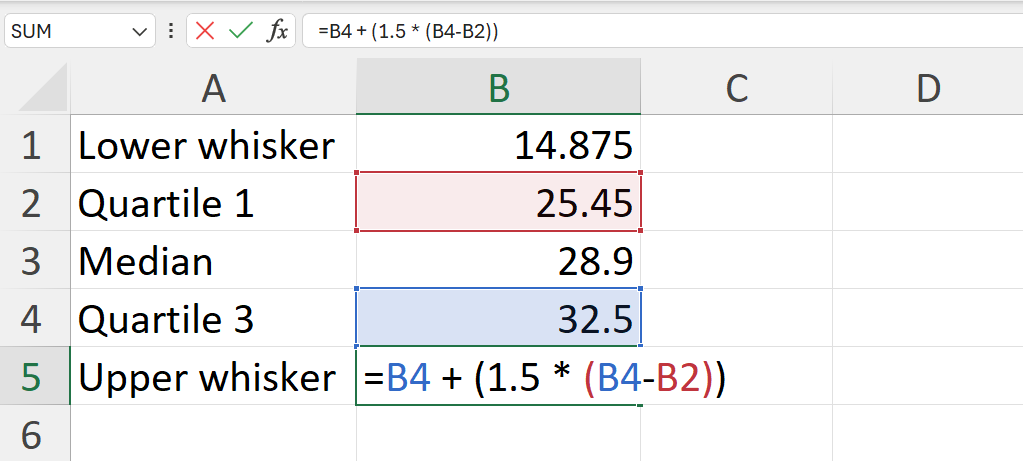 SUM fx =B4 + (1.5 * (B4-B2))
A B C D
1 Lower whisker 14.875
2 Quartile 1 25.45
3 Median 28.9
4 Quartile 3 32.5
5 Upper whisker =B4 + (1.5 * (B4-B2))
6